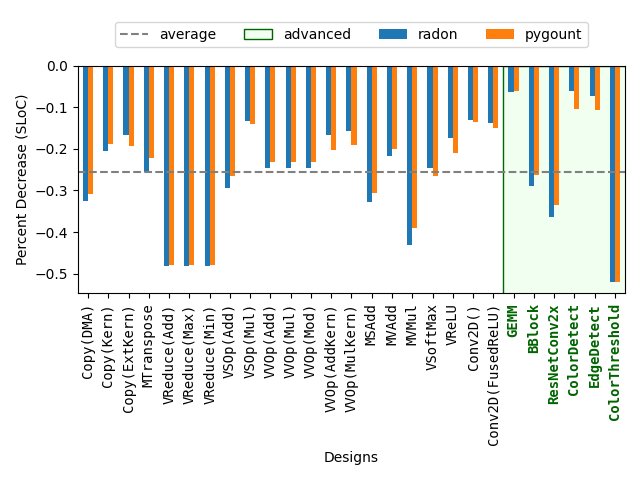 average advanced radon pygount
0.0
−0.1
−0.2
−0.3
−0.4
−0.5
Percent Decrease (SLoC)
Copy(DMA)
Copy(Kern)
Copy(ExtKern)
MTranspose
VReduce(Add)
VReduce(Max)
VReduce(Min)
VSOp(Add)
VSOp(Mul)
VVOp(Add)
VVOp(Mul)
VVOp(Mod)
VVOp(AddKern)
VVOp(MulKern)
MSAdd
MVAdd
MVMul
VSoftMax
VReLU
Conv2D()
Conv2D(FusedReLU)
GEMM
BBlock
ResNetConv2x
ColorDetect
EdgeDetect
ColorThreshold
Designs